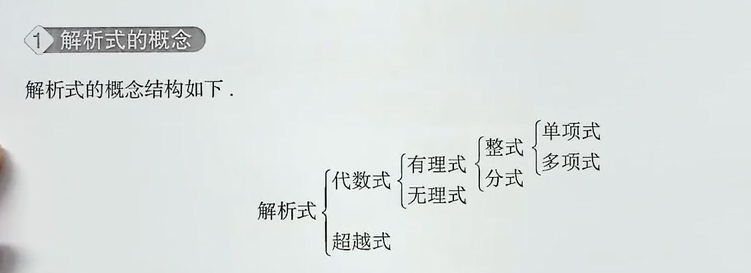 1 解析式的概念
解析式的概念结构如下.
单项式
整式
多项式
有理式
分式
代数式
无理式
解析式
超越式